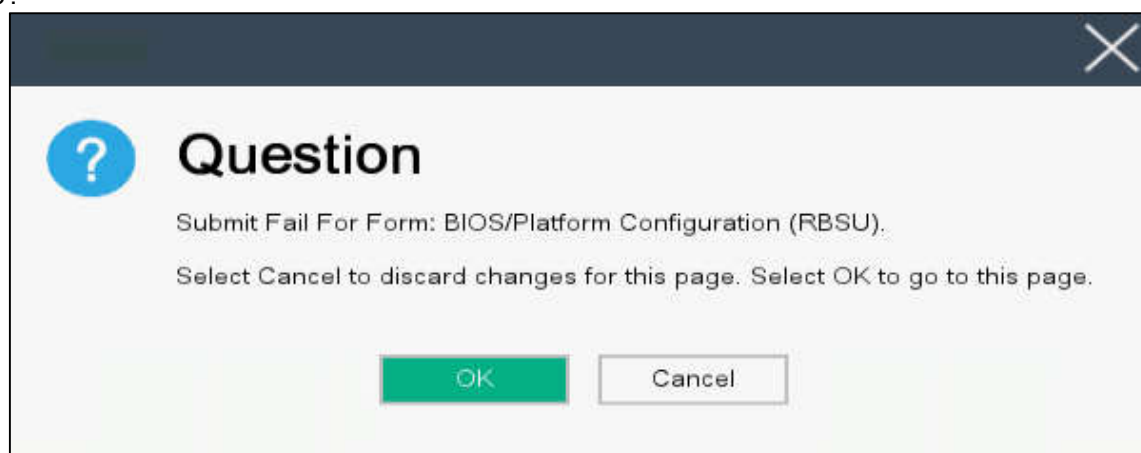 ?
Question
Submit Fail For Form: BIOS/Platform Configuration (RBSU).
Select Cancel to discard changes for this page. Select OK to go to this page.
OK Cancel